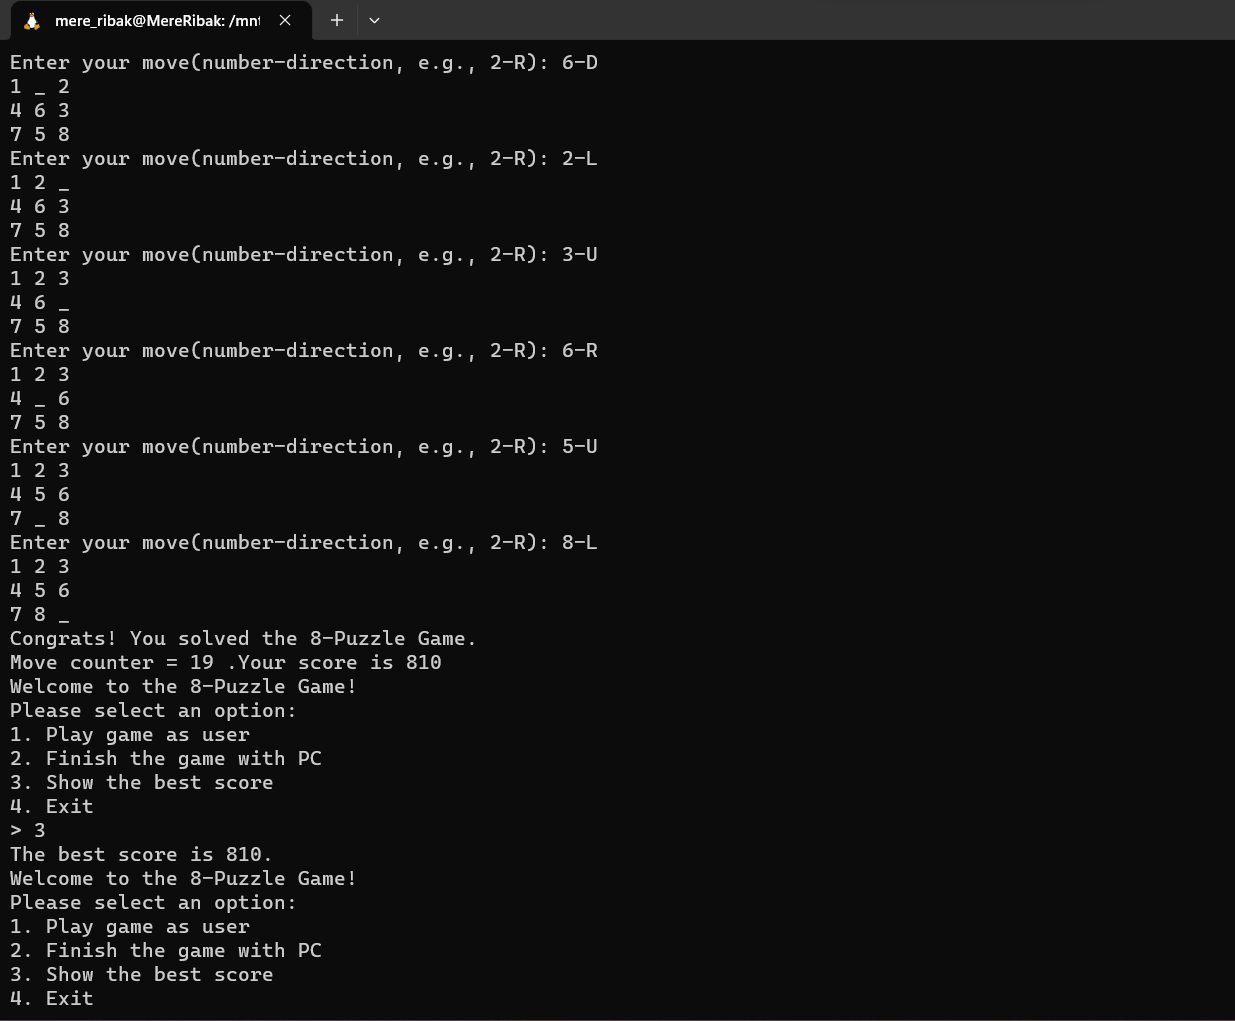 mere_ribak@MereRibak: /mnt
Enter your move(number-direction, e.g., 2-R): 6-D
1 _ 2
4 6 3
7 5 8
Enter your move(number-direction, e.g., 2-R): 2-L
1 2 _
4 6 3
7 5 8
Enter your move(number-direction, e.g., 2-R): 3-U
1 2 3
4 6 _
7 5 8
Enter your move(number-direction, e.g., 2-R): 6-R
1 2 3
4 _ 6
7 5 8
Enter your move(number-direction, e.g., 2-R): 5-U
1 2 3
4 5 6
7 _ 8
Enter your move(number-direction, e.g., 2-R): 8-L
1 2 3
4 5 6
7 8 _
Congrats! You solved the 8-Puzzle Game.
Move counter = 19 .Your score is 810
Welcome to the 8-Puzzle Game!
Please select an option:
1. Play game as user
2. Finish the game with PC
3. Show the best score
4. Exit
> 3
The best score is 810.
Welcome to the 8-Puzzle Game!
Please select an option:
1. Play game as user
2. Finish the game with PC
3. Show the best score
4. Exit